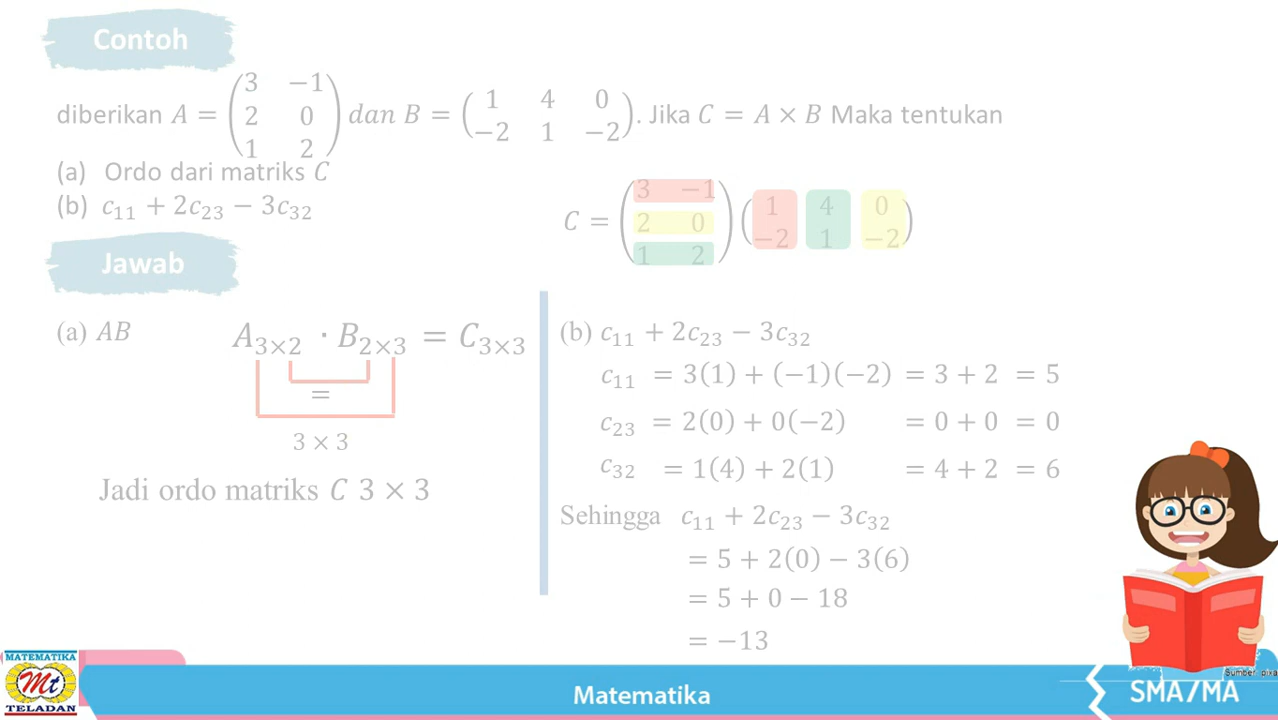 Contoh
diberikan A = (3 −1; 2 0; 1 2) dan B = (1 4 0; −2 1 −2). Jika C = A × B Maka tentukan
(a) Ordo dari matriks C
(b) c₁₁ + 2c₂₃ − 3c₃₂
C = (3 −1; 2 0; 1 2)(1 4 0; −2 1 −2)
Jawab
(a) AB
A₃ₓ₂ · B₂ₓ₃ = C₃ₓ₃
=
3 × 3
Jadi ordo matriks C 3 × 3
(b) c₁₁ + 2c₂₃ − 3c₃₂
c₁₁ = 3(1) + (−1)(−2) = 3 + 2 = 5
c₂₃ = 2(0) + 0(−2) = 0 + 0 = 0
c₃₂ = 1(4) + 2(1) = 4 + 2 = 6
Sehingga c₁₁ + 2c₂₃ − 3c₃₂
= 5 + 2(0) − 3(6)
= 5 + 0 − 18
= −13
Sumber pixa
MATEMATIKA
Mt
TELADAN
Matematika
SMA/MA